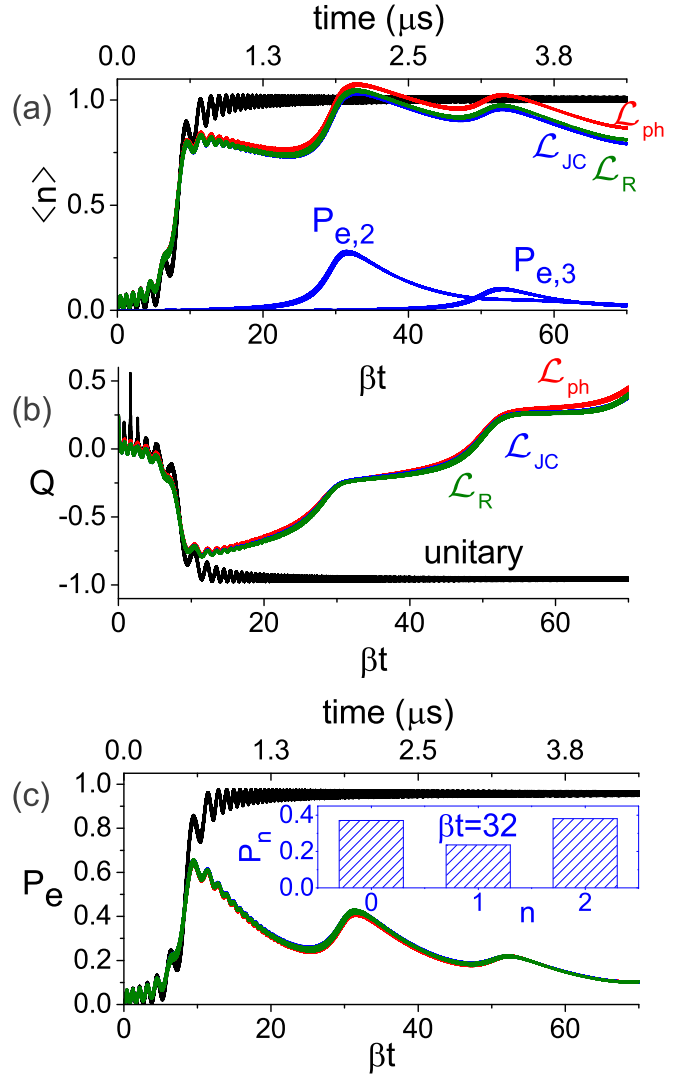 time (μs)
0.0 1.3 2.5 3.8
(a)
1.0
0.5
0.0
<n>
ℒph
ℒJC ℒR
Pe,2
Pe,3
0 20 40 60
βt
(b)
0.5
0.0
-0.5
-1.0
Q
ℒph
ℒJC
ℒR
unitary
0 20 40 60
βt
time (μs)
0.0 1.3 2.5 3.8
(c)
1.0
0.8
0.6
0.4
0.2
0.0
Pe
0.4
0.2
0.0
Pn
βt=32
0 1 2
n
0 20 40 60
βt